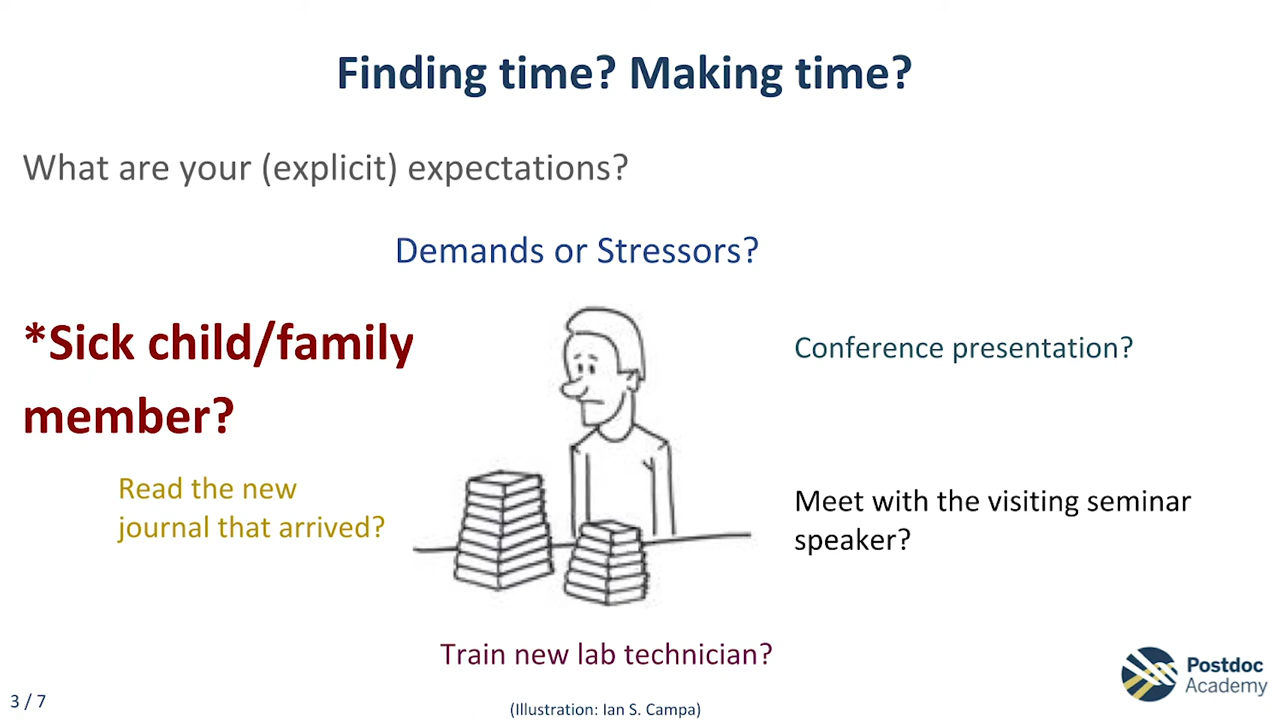 Finding time? Making time?
What are your (explicit) expectations?
Demands or Stressors?
*Sick child/family
member?
Conference presentation?
Read the new
journal that arrived?
Meet with the visiting seminar
speaker?
Train new lab technician?
Postdoc
Academy
3 / 7
(Illustration: Ian S. Campa)